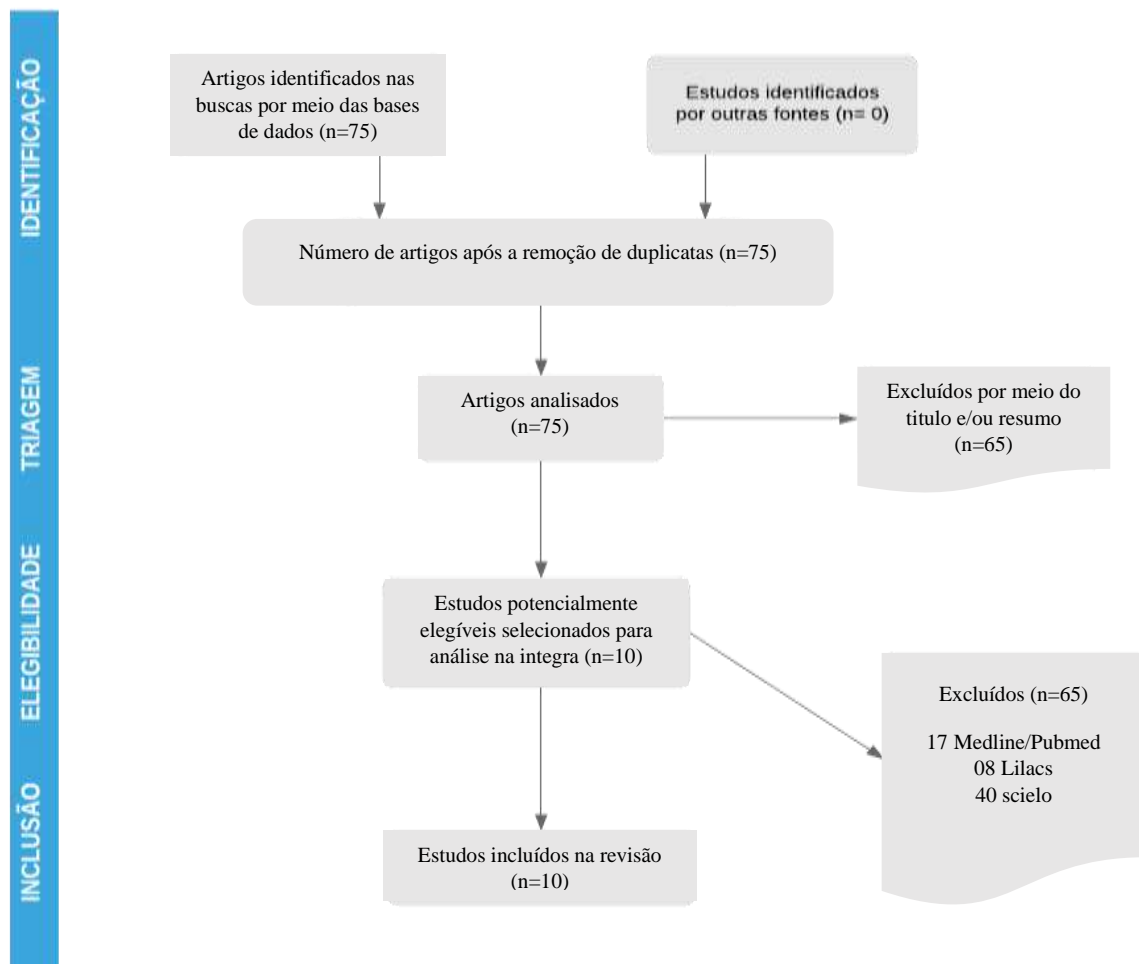 IDENTIFICAÇÃO
Artigos identificados nas
buscas por meio das bases
de dados (n=75)
Estudos identificados
por outras fontes (n= 0)
Número de artigos após a remoção de duplicatas (n=75)
TRIAGEM
Artigos analisados
(n=75)
Excluídos por meio do
titulo e/ou resumo
(n=65)
ELEGIBILIDADE
Estudos potencialmente
elegíveis selecionados para
análise na integra (n=10)
Excluídos (n=65)
17 Medline/Pubmed
08 Lilacs
40 scielo
INCLUSÃO
Estudos incluídos na revisão
(n=10)